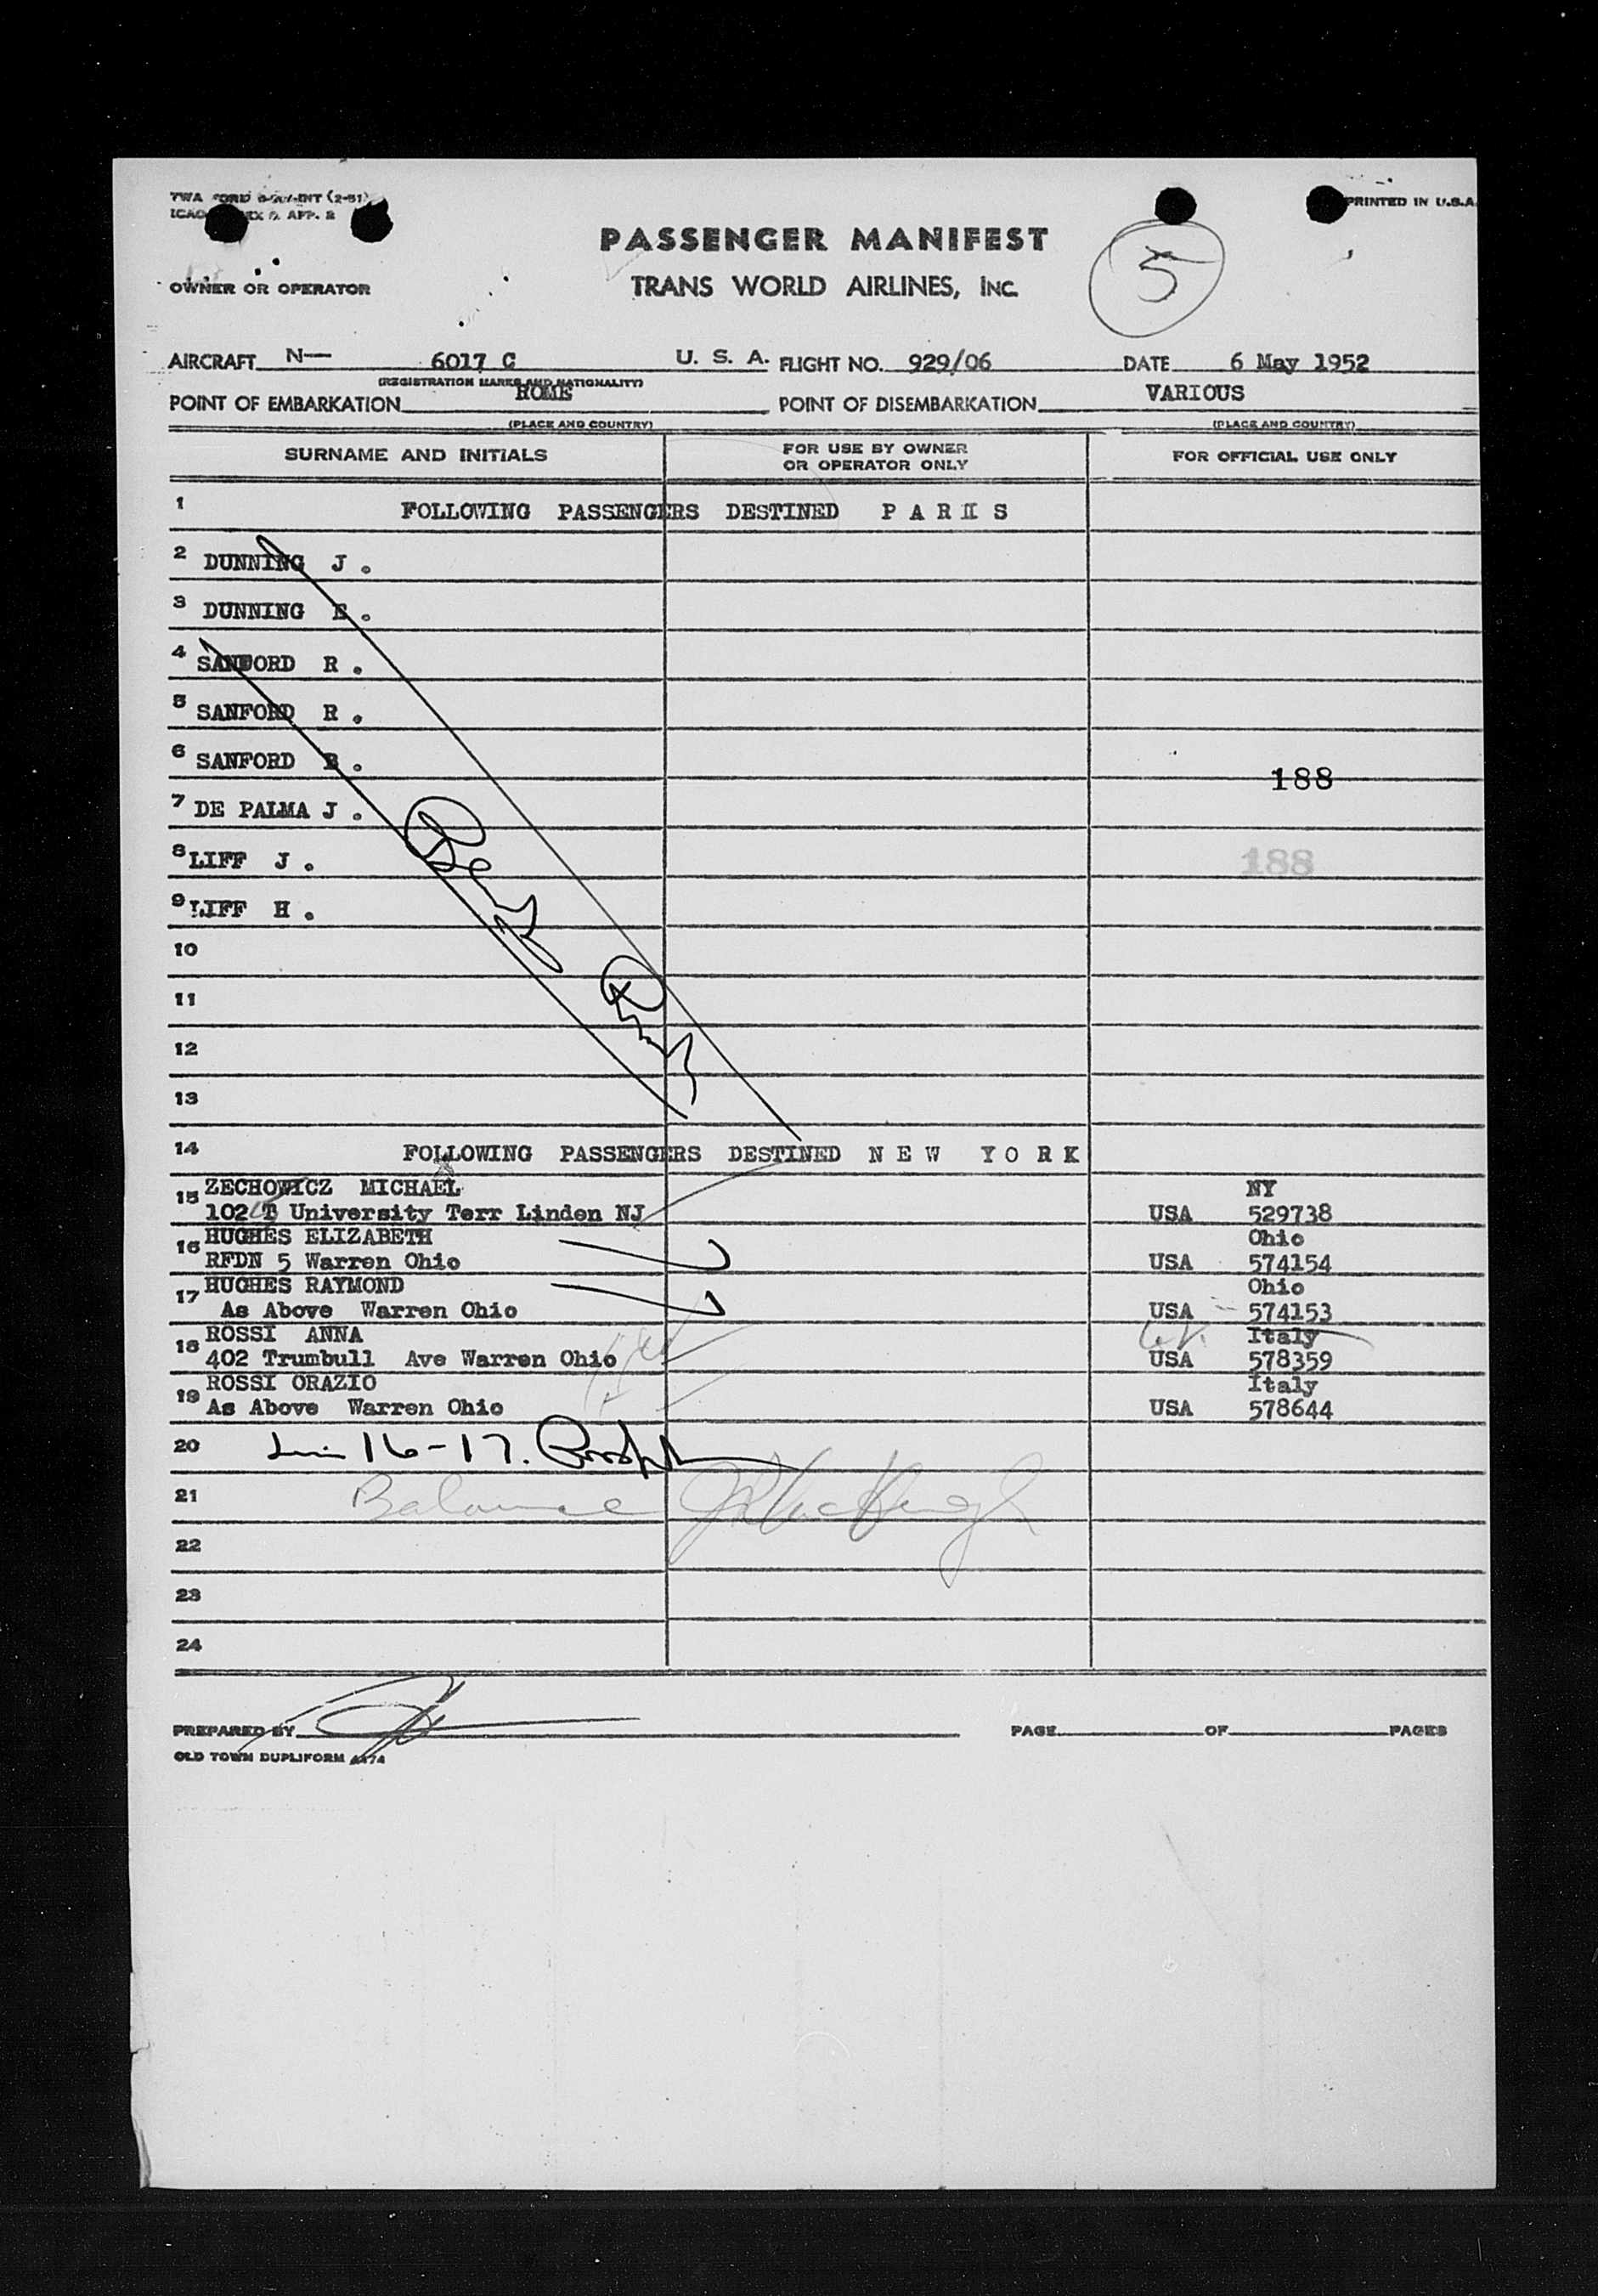 TWA FORM INT (2-51)
ICAO APP. 2
PRINTED IN U.S.A.
PASSENGER MANIFEST
5
TRANS WORLD AIRLINES, INC.
OWNER OR OPERATOR
AIRCRAFT N— 6017 C U. S. A. FLIGHT NO. 929/06 DATE 6 May 1952
(REGISTRATION MARKS AND NATIONALITY)
POINT OF EMBARKATION ROME POINT OF DISEMBARKATION VARIOUS
(PLACE AND COUNTRY) (PLACE AND COUNTRY)
SURNAME AND INITIALS FOR USE BY OWNER OR OPERATOR ONLY FOR OFFICIAL USE ONLY
1 FOLLOWING PASSENGERS DESTINED P A R I S
2 DUNNING J .
3 DUNNING E .
4 SANFORD R .
5 SANFORD R .
6 SANFORD B .
188
7 DE PALMA J .
8 LIFF J .
188
9 LIFF H .
10
11
12
13
14 FOLLOWING PASSENGERS DESTINED N E W Y O R K
15 ZECHOWICZ MICHAEL NY
102 B University Terr Linden NJ USA 529738
16 HUGHES ELIZABETH Ohio
RFDN 5 Warren Ohio USA 574154
17 HUGHES RAYMOND Ohio
As Above Warren Ohio USA 574153
18 ROSSI ANNA Italy
402 Trumbull Ave Warren Ohio USA 578359
19 ROSSI ORAZIO Italy
As Above Warren Ohio USA 578644
20 16-17.
21 Balance
22
23
24
PREPARED BY PAGE OF PAGES
OLD TOWN DUPLIFORM